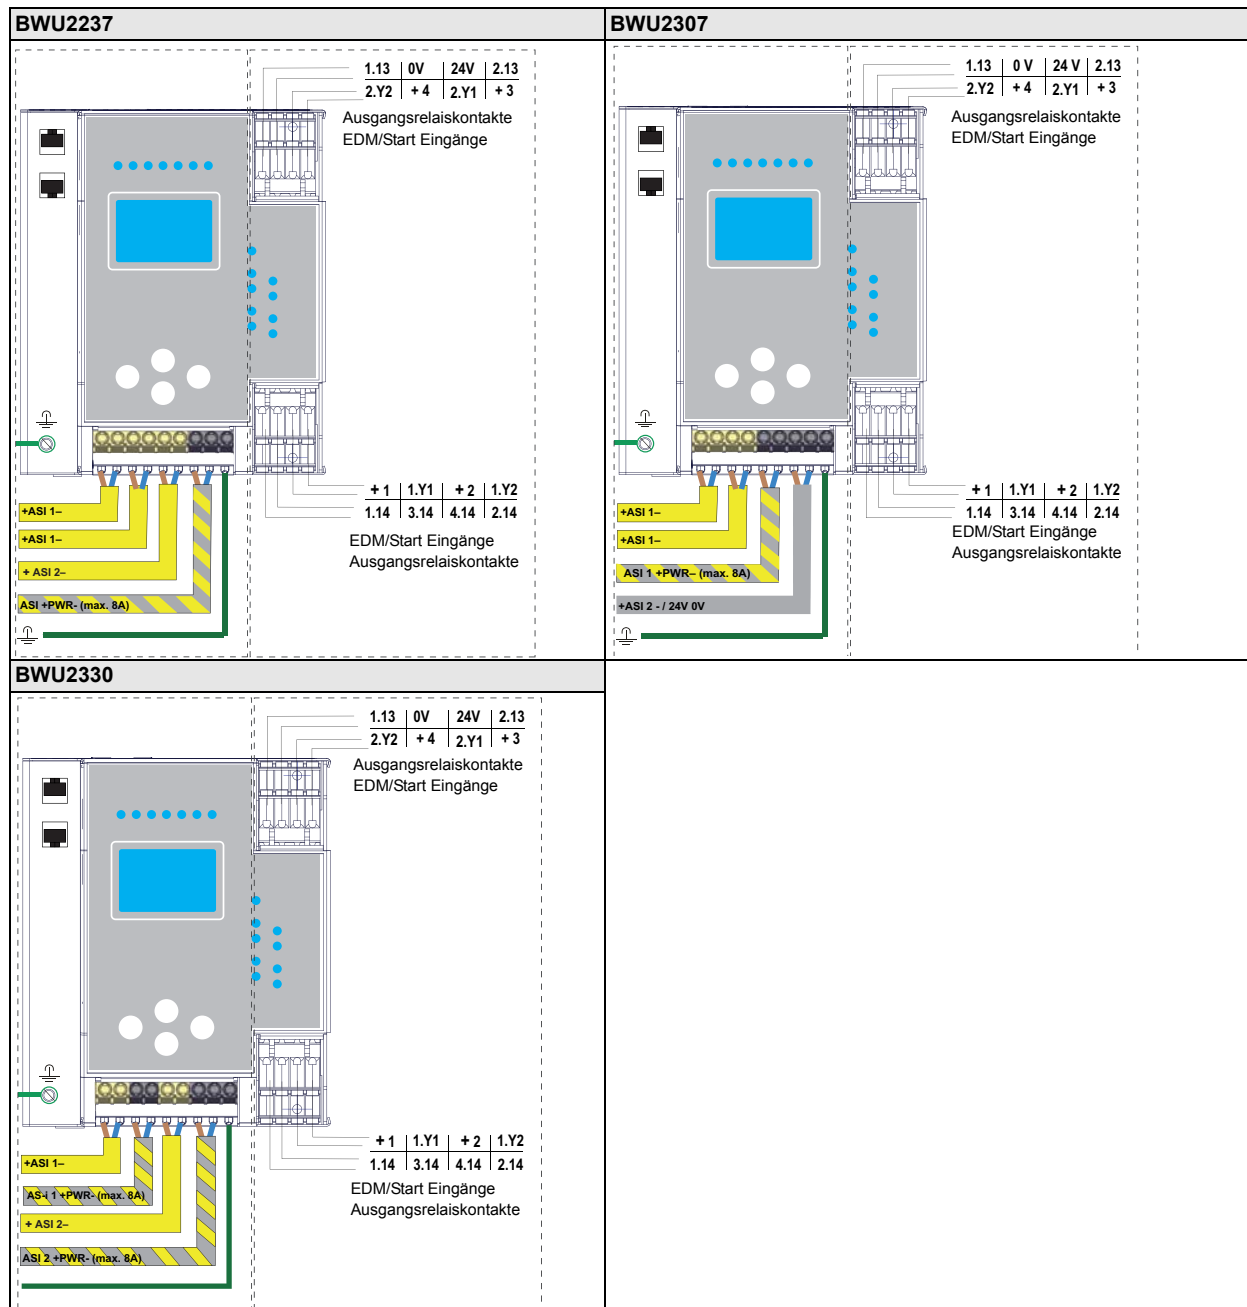 BWU2237
1.13 0V 24V 2.13
2.Y2 + 4 2.Y1 + 3
Ausgangsrelaiskontakte
EDM/Start Eingänge
+ 1 1.Y1 + 2 1.Y2
1.14 3.14 4.14 2.14
EDM/Start Eingänge
Ausgangsrelaiskontakte
+ASI 1–
+ASI 1–
+ ASI 2–
ASI +PWR- (max. 8A)
BWU2307
1.13 0 V 24 V 2.13
2.Y2 + 4 2.Y1 + 3
Ausgangsrelaiskontakte
EDM/Start Eingänge
+ 1 1.Y1 + 2 1.Y2
1.14 3.14 4.14 2.14
EDM/Start Eingänge
Ausgangsrelaiskontakte
+ASI 1–
+ASI 1–
ASI 1 +PWR– (max. 8A)
+ASI 2 - / 24V 0V
BWU2330
1.13 0V 24V 2.13
2.Y2 + 4 2.Y1 + 3
Ausgangsrelaiskontakte
EDM/Start Eingänge
+ 1 1.Y1 + 2 1.Y2
1.14 3.14 4.14 2.14
EDM/Start Eingänge
Ausgangsrelaiskontakte
+ASI 1–
AS-i 1 +PWR- (max. 8A)
+ ASI 2–
ASI 2 +PWR- (max. 8A)